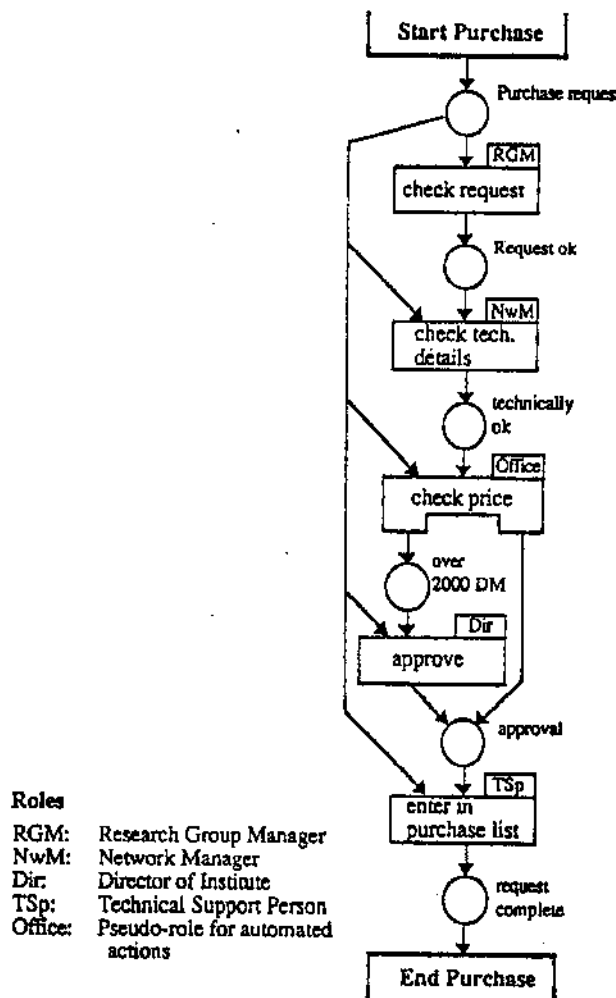 Start Purchase
Purchase request
RGM
check request
Request ok
NwM
check tech.
details
technically
ok
Office
check price
over
2000 DM
Dir
approve
approval
TSp
enter in
purchase list
request
complete
End Purchase
Roles
RGM: Research Group Manager
NwM: Network Manager
Dir: Director of Institute
TSp: Technical Support Person
Office: Pseudo-role for automated
actions